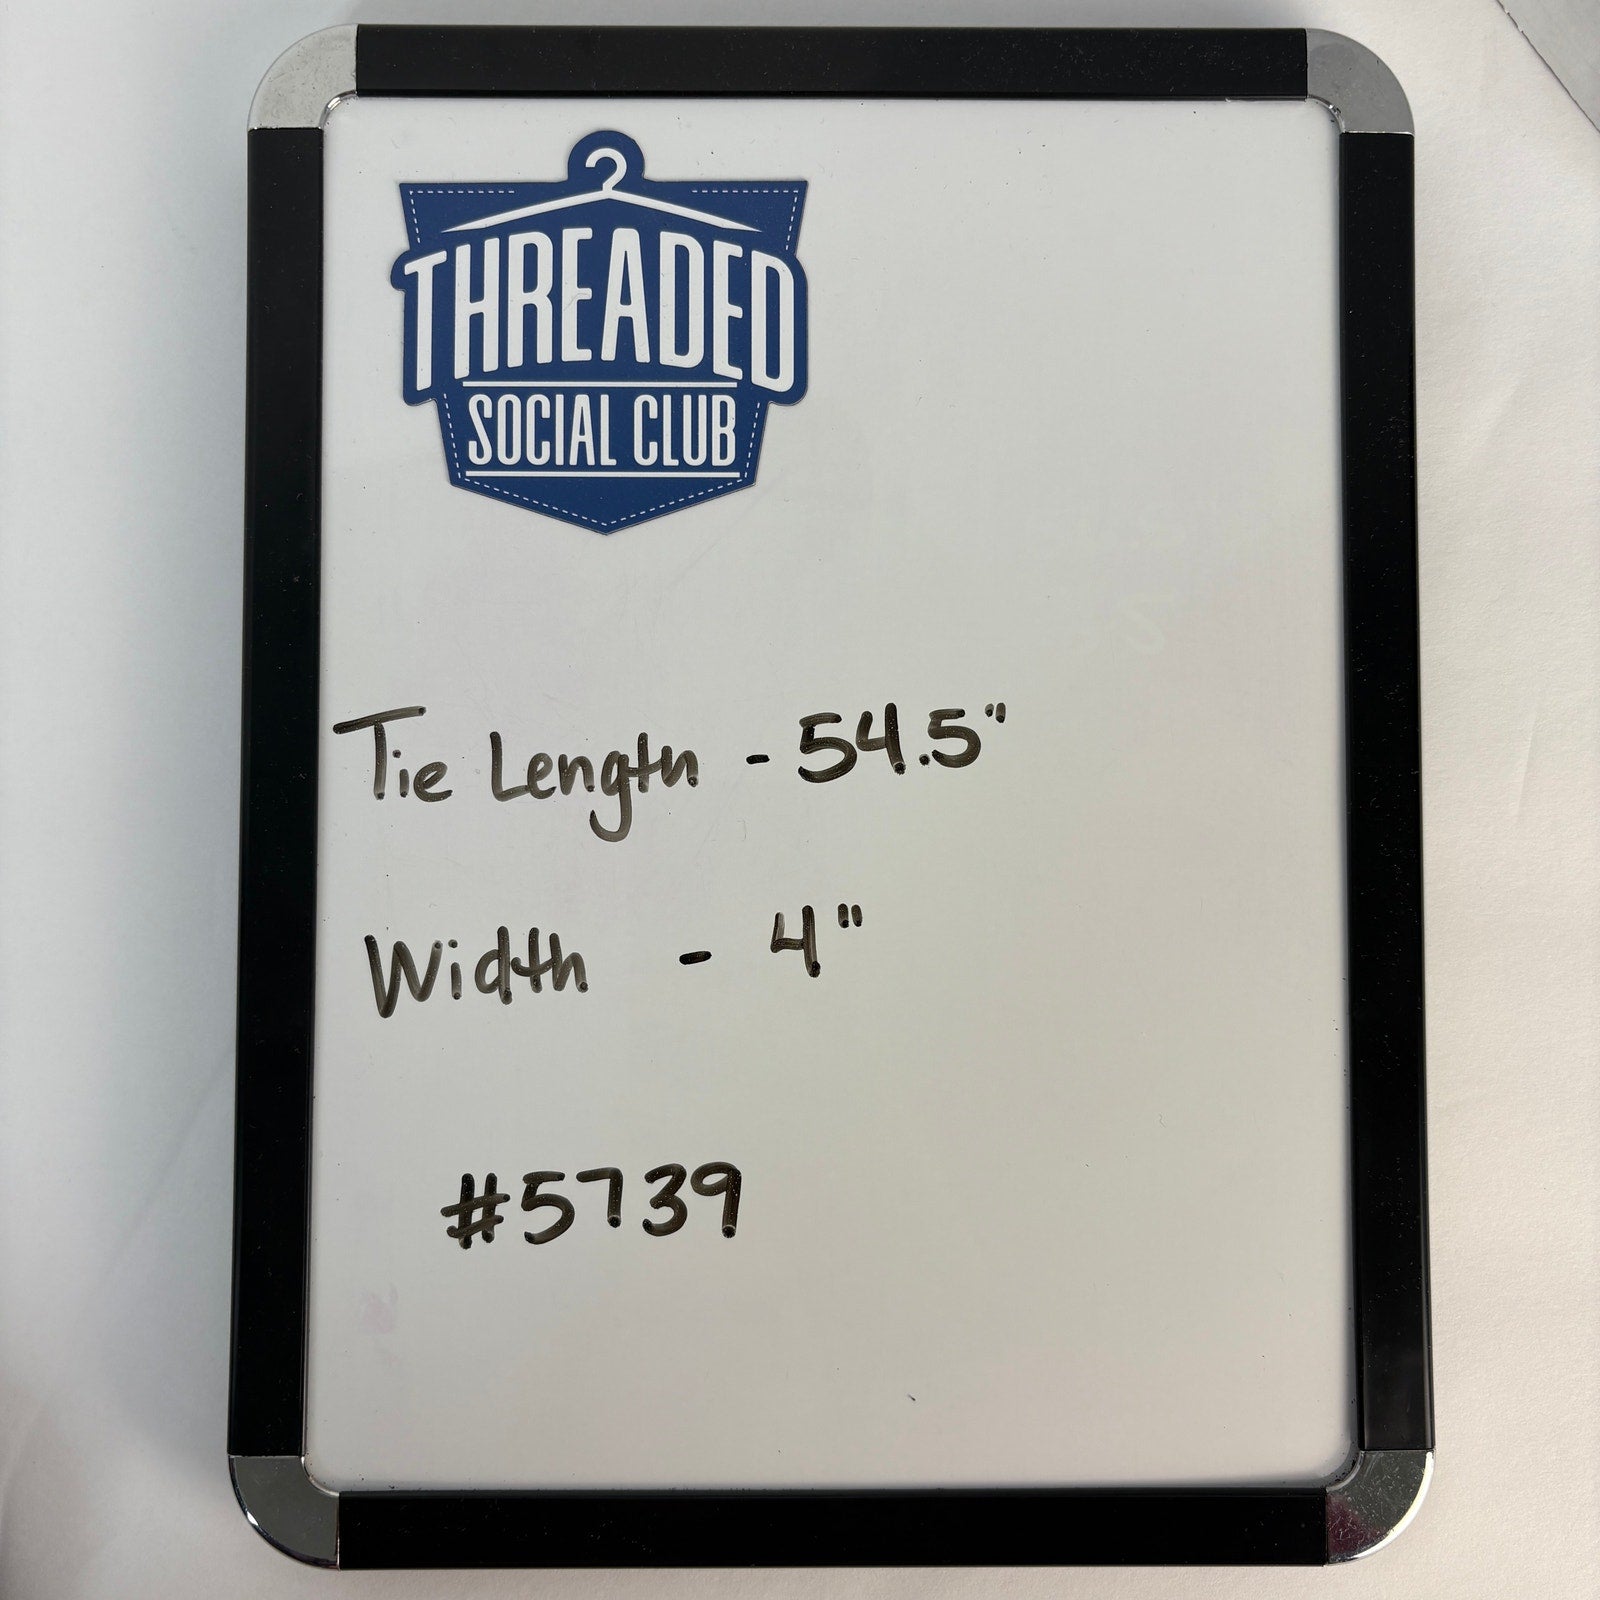 THREADED
SOCIAL CLUB
Tie Length - 54.5"
Width - 4"
#5739